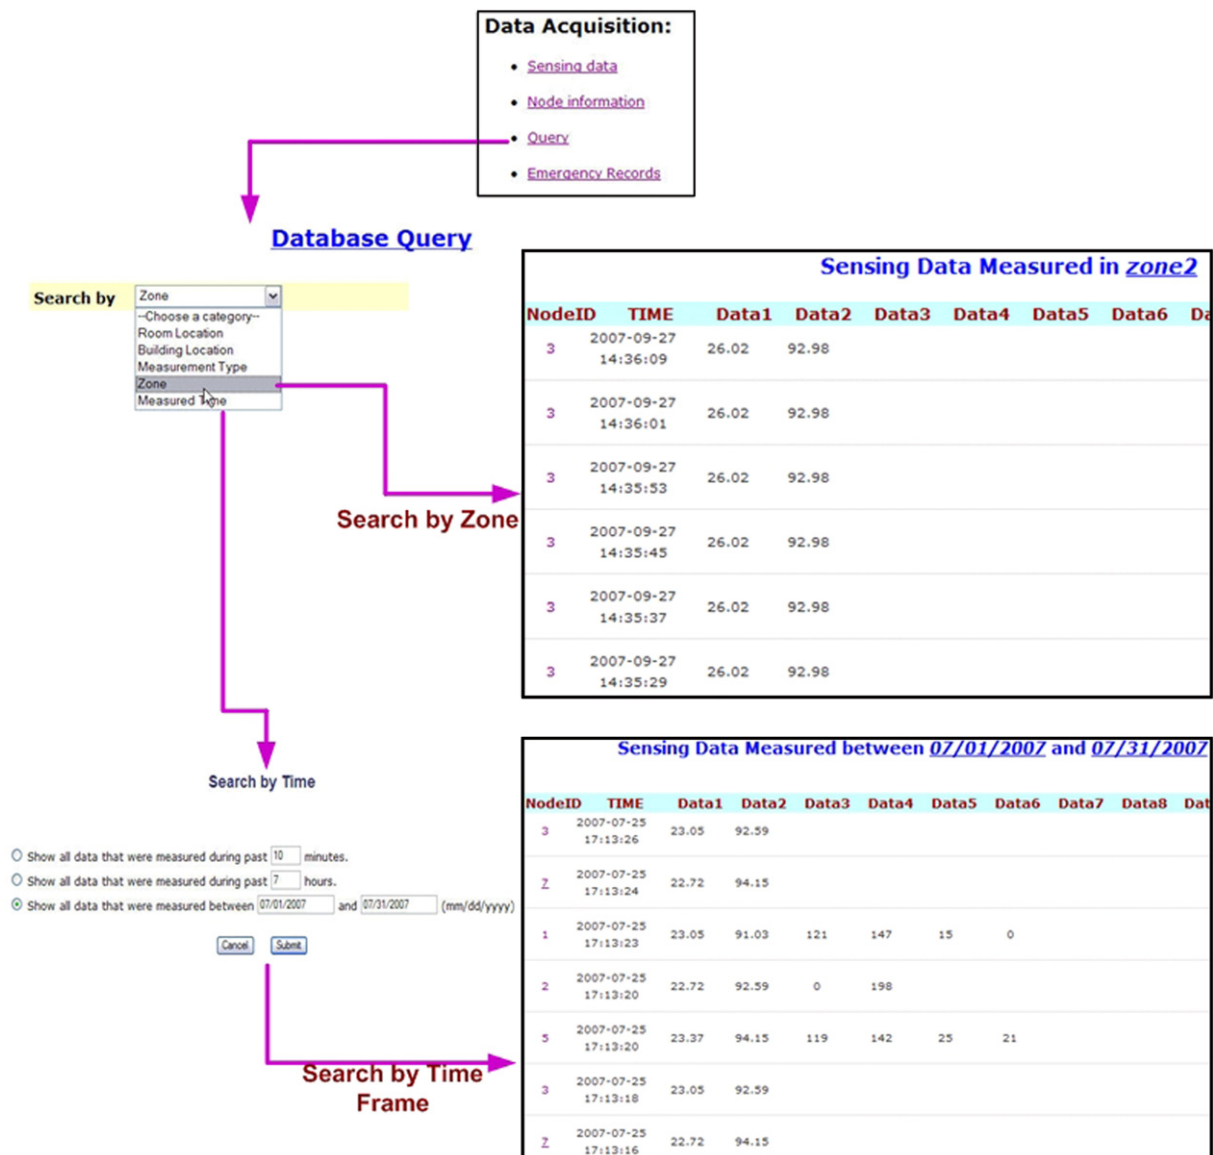 Data Acquisition:
• Sensing data
• Node information
• Query
• Emergency Records
Database Query
Search by Zone
--Choose a category--
Room Location
Building Location
Measurement Type
Zone
Measured Time
Search by Zone
Sensing Data Measured in zone2
NodeID TIME Data1 Data2 Data3 Data4 Data5 Data6 Da
3 2007-09-27 14:36:09 26.02 92.98
3 2007-09-27 14:36:01 26.02 92.98
3 2007-09-27 14:35:53 26.02 92.98
3 2007-09-27 14:35:45 26.02 92.98
3 2007-09-27 14:35:37 26.02 92.98
3 2007-09-27 14:35:29 26.02 92.98
Search by Time
Show all data that were measured during past 10 minutes.
Show all data that were measured during past 7 hours.
Show all data that were measured between 07/01/2007 and 07/31/2007 (mm/dd/yyyy)
Cancel Submit
Search by Time
Frame
Sensing Data Measured between 07/01/2007 and 07/31/2007
NodeID TIME Data1 Data2 Data3 Data4 Data5 Data6 Data7 Data8 Dat
3 2007-07-25 17:13:26 23.05 92.59
7 2007-07-25 17:13:24 22.72 94.15
1 2007-07-25 17:13:23 23.05 91.03 121 147 15 0
2 2007-07-25 17:13:20 22.72 92.59 0 198
5 2007-07-25 17:13:20 23.37 94.15 119 142 25 21
3 2007-07-25 17:13:18 23.05 92.59
7 2007-07-25 17:13:16 22.72 94.15